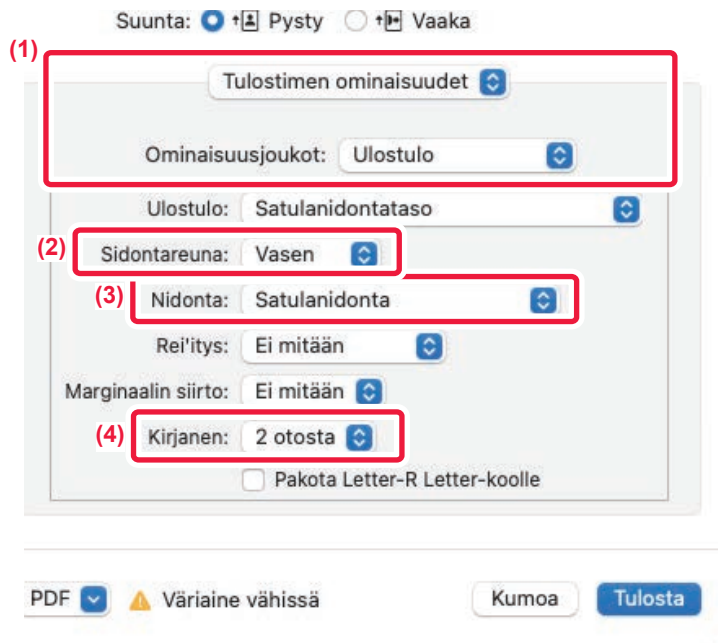 Suunta: Pysty Vaaka
(1)
Tulostimen ominaisuudet
Ominaisuusjoukot: Ulostulo
Ulostulo: Satulanidontataso
(2) Sidontareuna: Vasen
(3) Nidonta: Satulanidonta
Rei'itys: Ei mitään
Marginaalin siirto: Ei mitään
(4) Kirjanen: 2 otosta
Pakota Letter-R Letter-koolle
PDF Väriaine vähissä Kumoa Tulosta